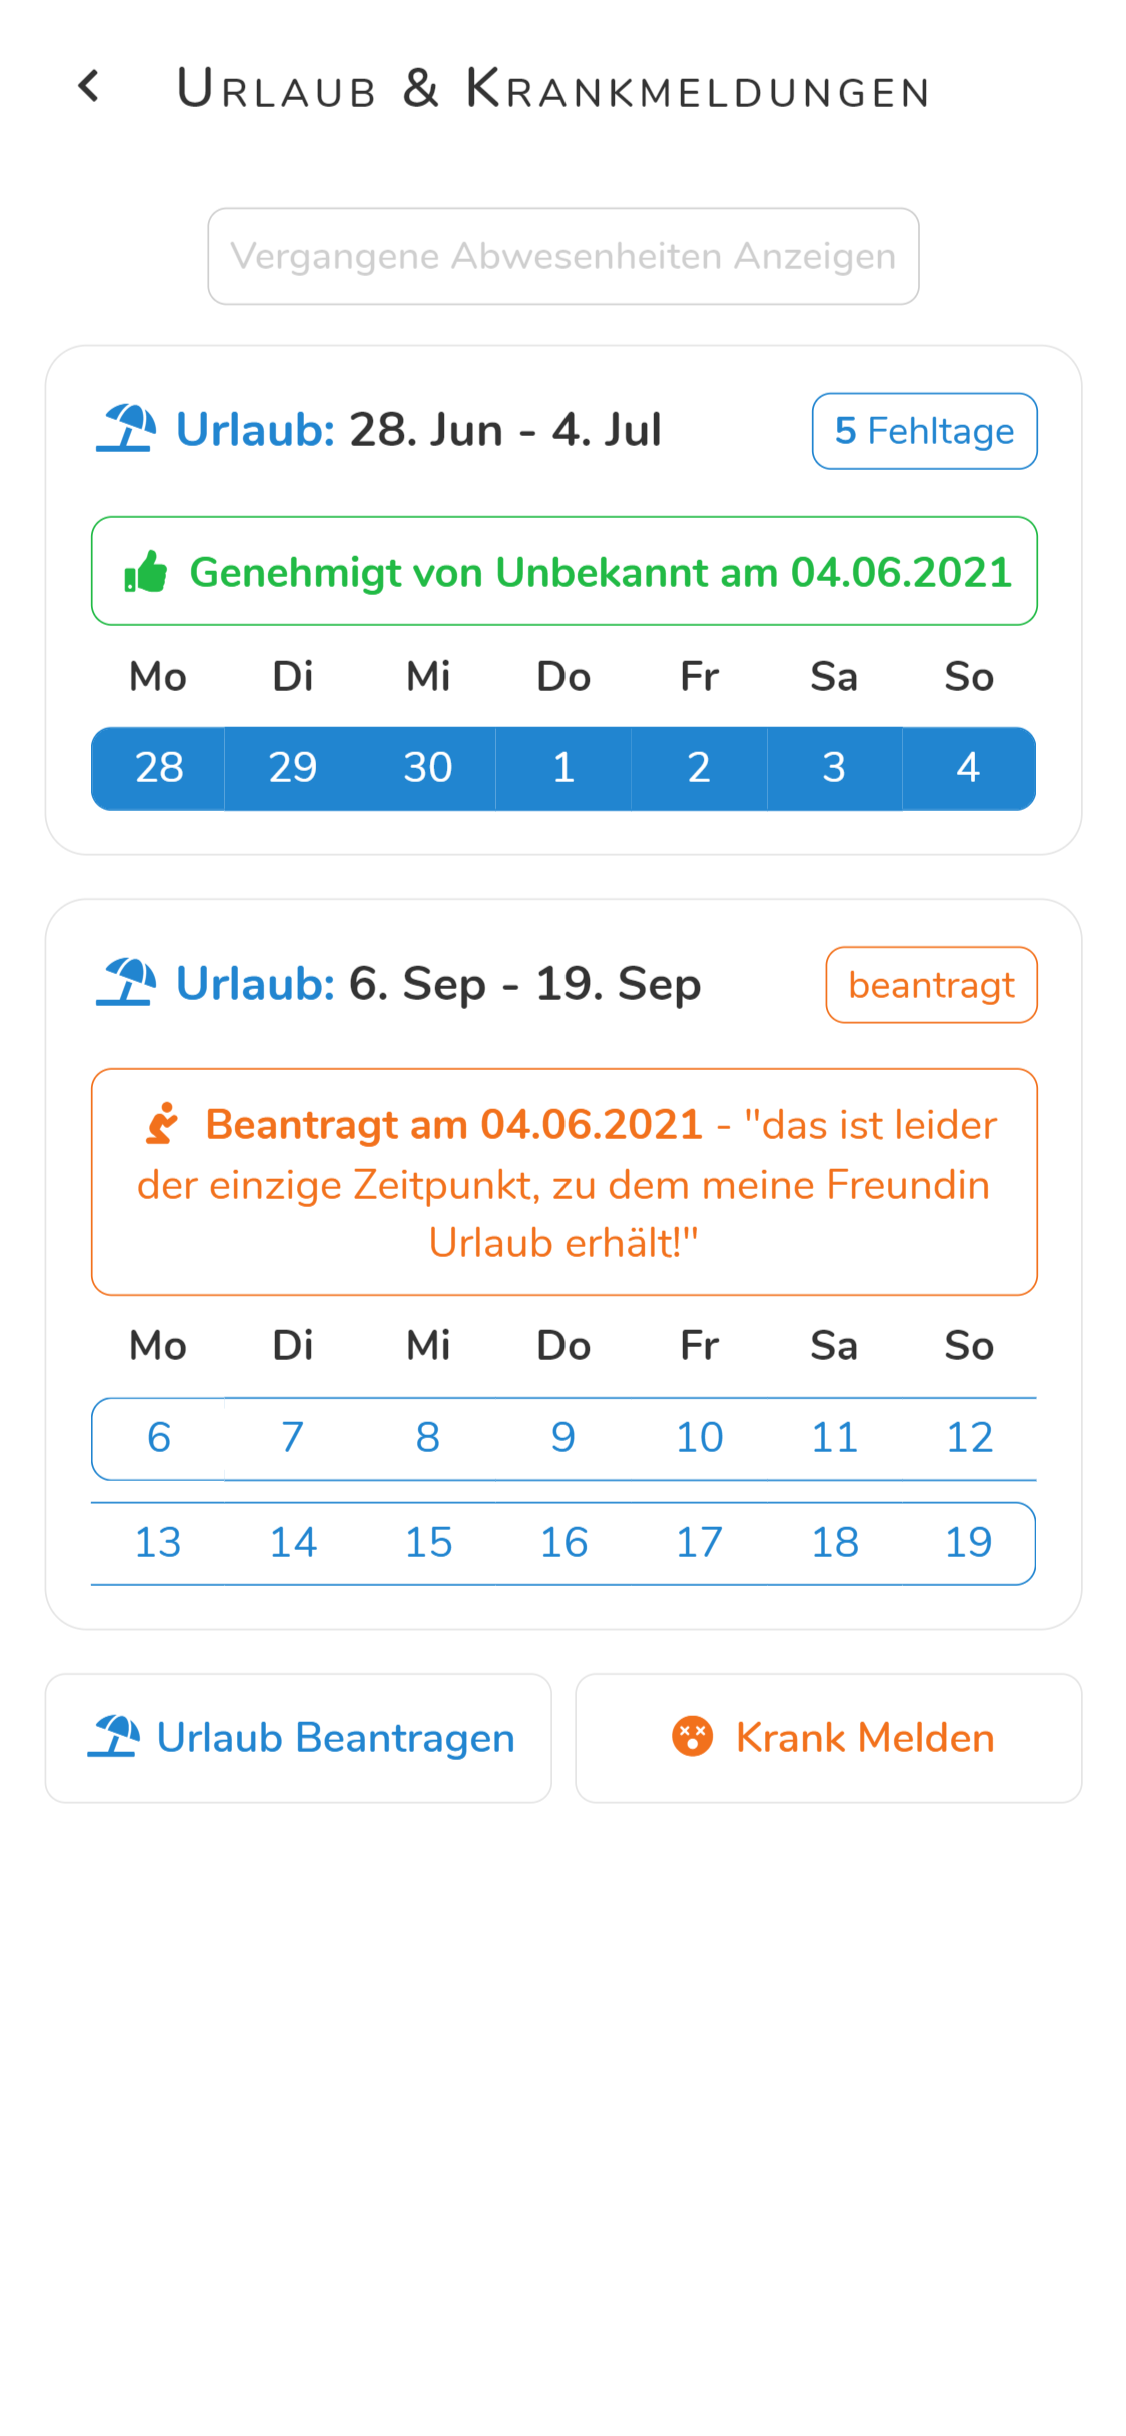 Urlaub & Krankmeldungen
Vergangene Abwesenheiten Anzeigen
Urlaub: 28. Jun - 4. Jul
5 Fehltage
Genehmigt von Unbekannt am 04.06.2021
Mo Di Mi Do Fr Sa So
28 29 30 1 2 3 4
Urlaub: 6. Sep - 19. Sep
beantragt
Beantragt am 04.06.2021 - "das ist leider
der einzige Zeitpunkt, zu dem meine Freundin
Urlaub erhält!"
Mo Di Mi Do Fr Sa So
6 7 8 9 10 11 12
13 14 15 16 17 18 19
Urlaub Beantragen
Krank Melden